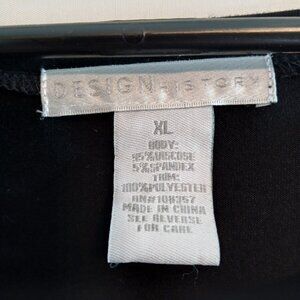 DESIGN HISTORY
XL
BODY:
95%VISCOSE
5%SPANDEX
TRIM:
100%POLYESTER
RN#108357
MADE IN CHINA
SEE REVERSE
FOR CARE